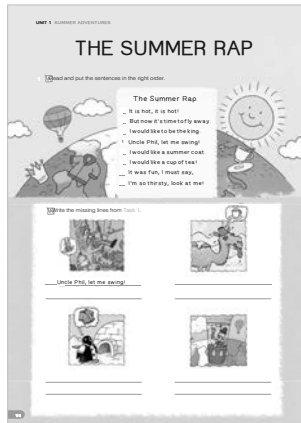 UNIT 1 SUMMER ADVENTURES
THE SUMMER RAP
Read and put the sentences in the right order.
The Summer Rap
_ It is hot, it is hot!
_ But now it's time to fly away.
_ I would like to be the king.
1 Uncle Phil, let me swing!
_ I would like a summer coat.
_ I would like a cup of tea!
_ It was fun, I must say,
_ I'm so thirsty, look at me!
Write the missing lines from Task 1.
Uncle Phil, let me swing!